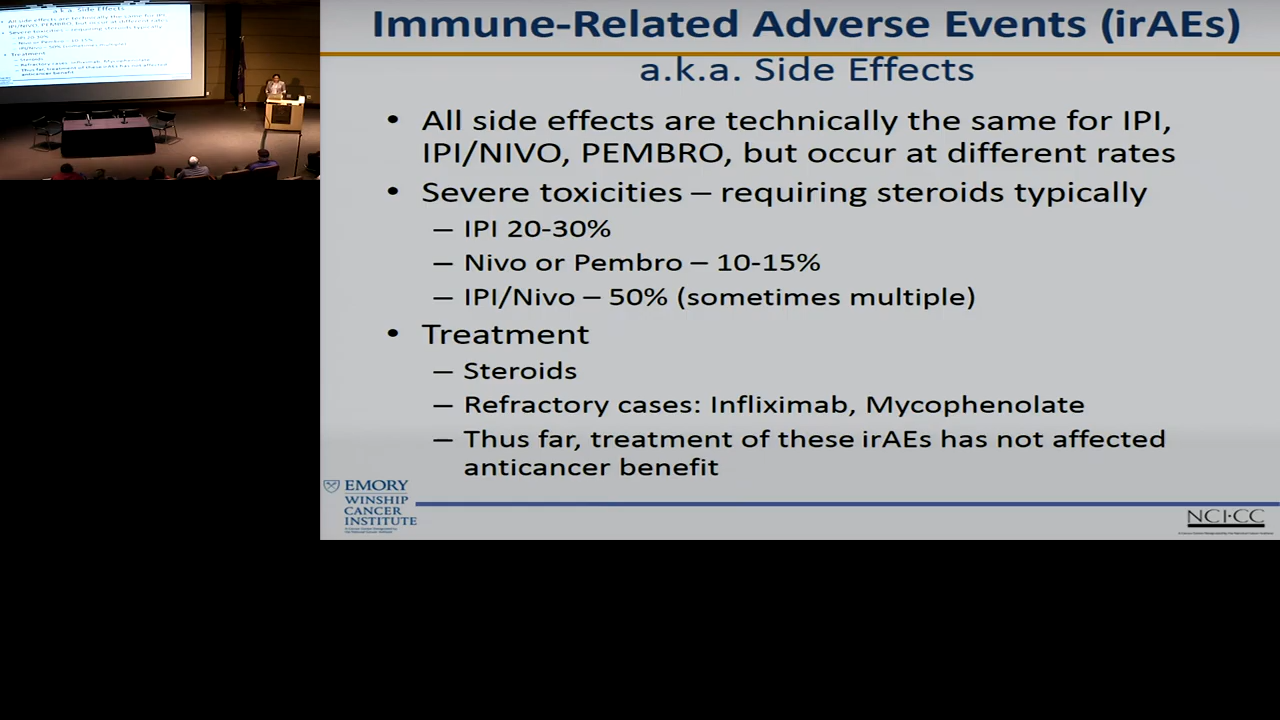 Immune-Related Adverse Events (irAEs)
a.k.a. Side Effects
• All side effects are technically the same for IPI,
IPI/NIVO, PEMBRO, but occur at different rates
• Severe toxicities – requiring steroids typically
– IPI 20-30%
– Nivo or Pembro – 10-15%
– IPI/Nivo – 50% (sometimes multiple)
• Treatment
– Steroids
– Refractory cases: Infliximab, Mycophenolate
– Thus far, treatment of these irAEs has not affected
anticancer benefit
EMORY
WINSHIP
CANCER
INSTITUTE
NCI-CC